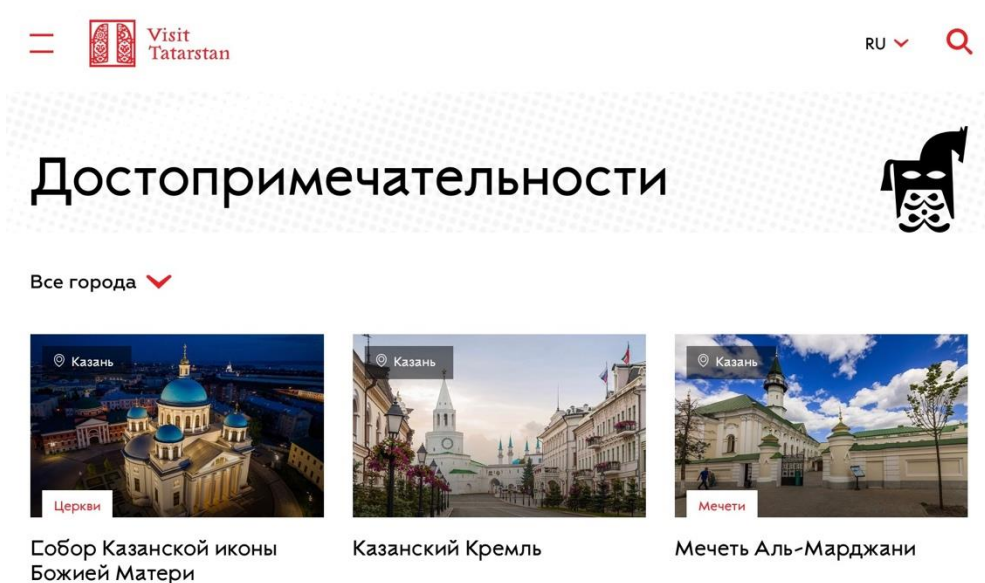 Visit
Tatarstan
RU
Достопримечательности
Все города
Казань
Казань
Казань
Церкви
Мечети
Собор Казанской иконы
Божией Матери
Казанский Кремль
Мечеть Аль-Марджани